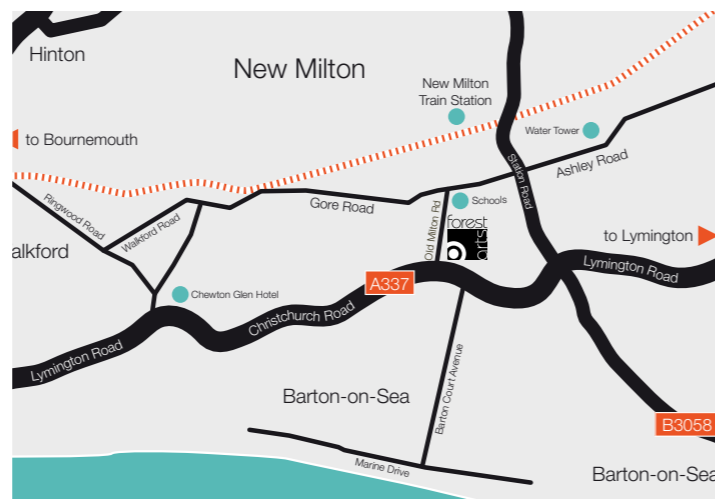 Hinton
New Milton
New Milton
Train Station
Water Tower
to Bournemouth
Station Road
Ashley Road
Ringwood Road
Walkford Road
Gore Road
Old Milton Rd
Schools
forest
arts
alkford
to Lymington
Lymington Road
A337
Chewton Glen Hotel
Christchurch Road
Lymington Road
Barton-on-Sea
Barton Court Avenue
B3058
Marine Drive
Barton-on-Sea